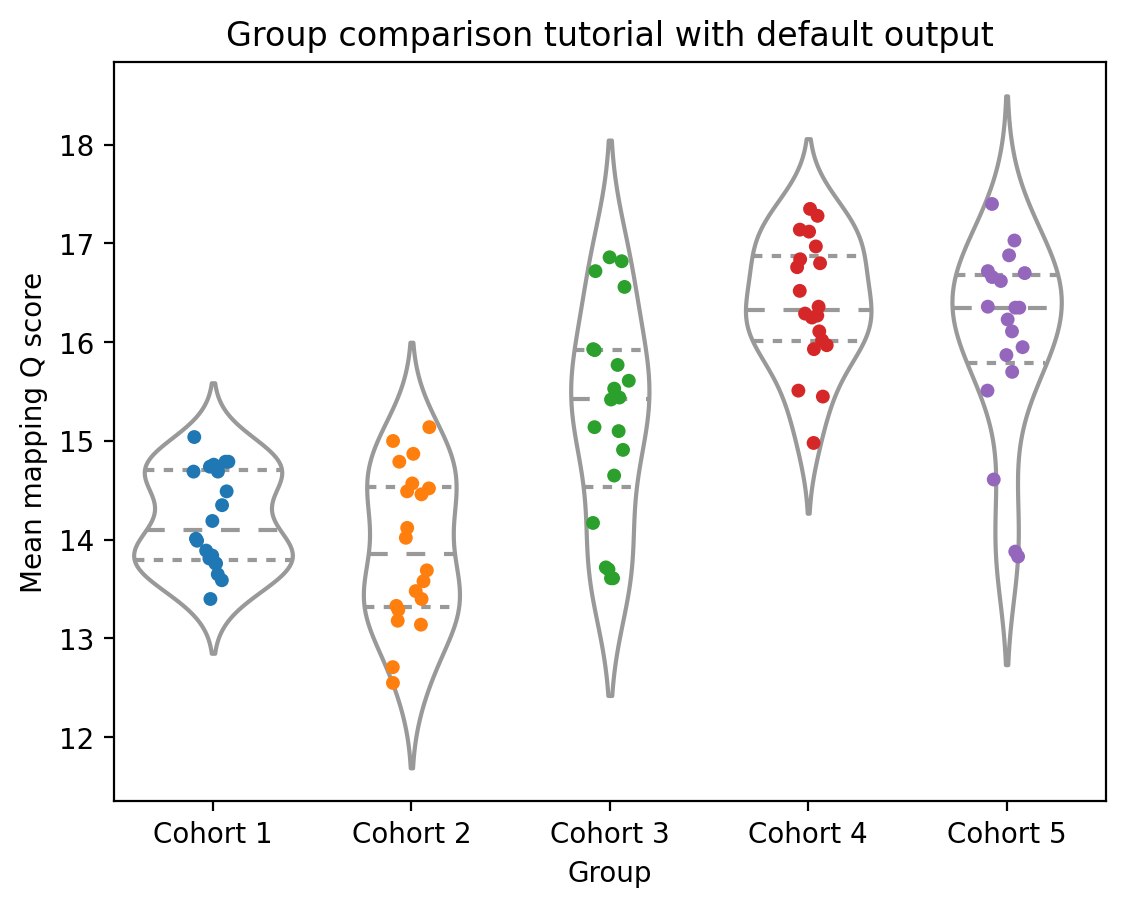 Group comparison tutorial with default output
Mean mapping Q score
18
17
16
15
14
13
12
Cohort 1
Cohort 2
Cohort 3
Cohort 4
Cohort 5
Group